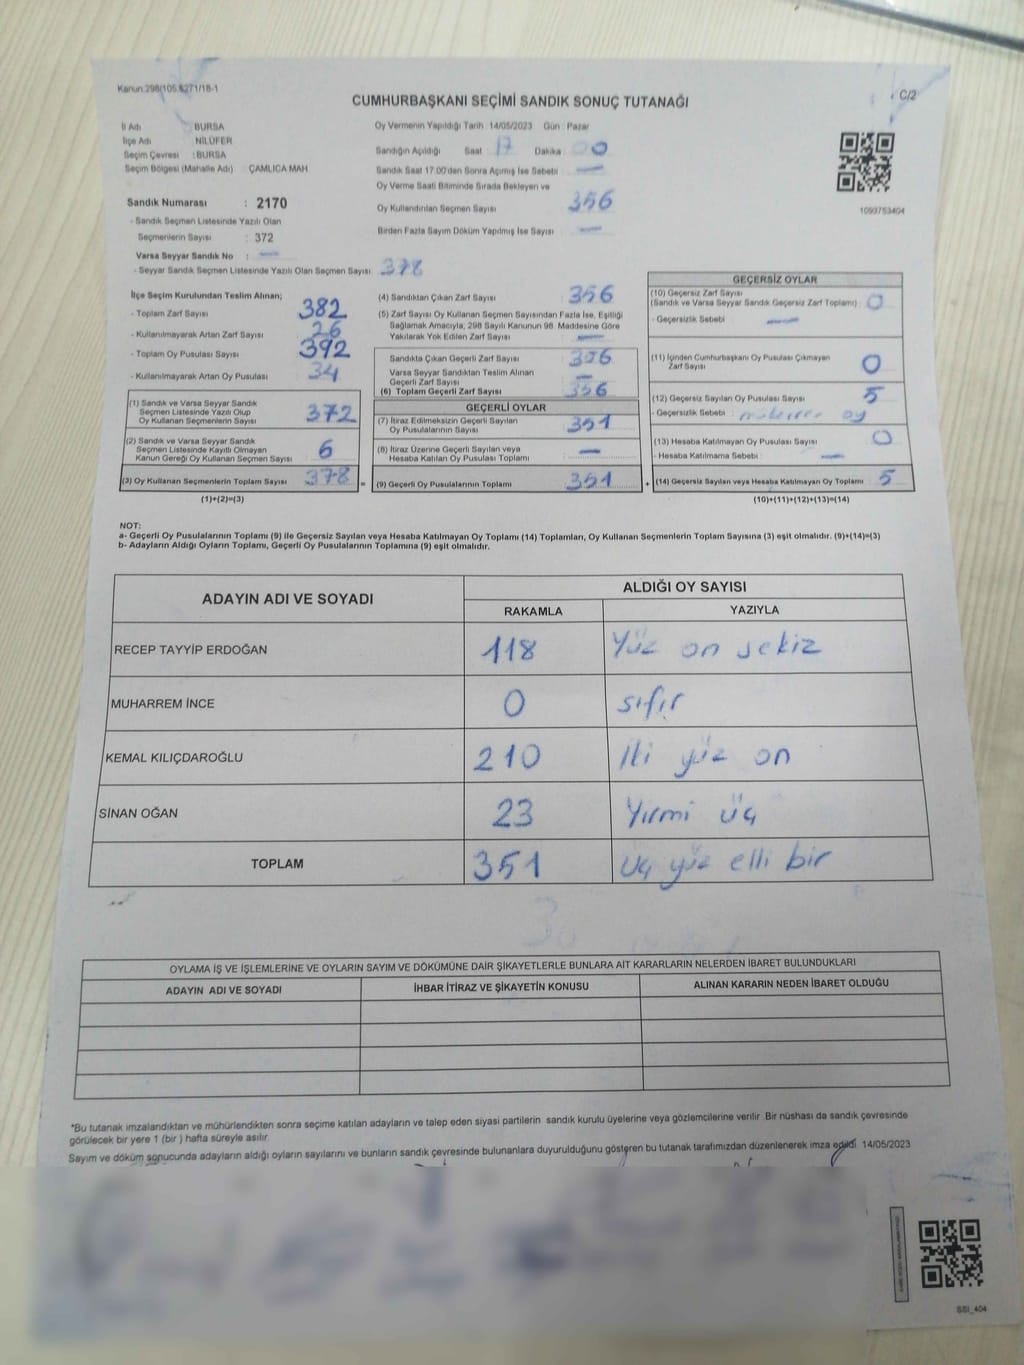 Kanun:298/105.6271/18-1
C/2
CUMHURBAŞKANI SEÇİMİ SANDIK SONUÇ TUTANAĞI
İl Adı : BURSA
İlçe Adı : NİLÜFER
Seçim Çevresi : BURSA
Seçim Bölgesi (Mahalle Adı) : ÇAMLICA MAH
Sandık Numarası : 2170
- Sandık Seçmen Listesinde Yazılı Olan
Seçmenlerin Sayısı : 372
Varsa Seyyar Sandık No : —
- Seyyar Sandık Seçmen Listesinde Yazılı Olan Seçmen Sayısı : 378
Oy Vermenin Yapıldığı Tarih : 14/05/2023 Gün : Pazar
Sandığın Açıldığı Saat : 17 Dakika : 00
Sandık Saat 17:00'den Sonra Açımış İse Sebebi : —
Oy Verme Saati Bitiminde Sırada Bekleyen ve
Oy Kullandırılan Seçmen Sayısı 356
Birden Fazla Sayım Döküm Yapılmış İse Sayısı : —
1093753404
İlçe Seçim Kurulundan Teslim Alınan;
- Toplam Zarf Sayısı : 382
- Kullanılmayarak Artan Zarf Sayısı : 26
- Toplam Oy Pusulası Sayısı : 392
- Kullanılmayarak Artan Oy Pusulası : 34
(1) Sandık ve Varsa Seyyar Sandık
Seçmen Listesinde Yazılı Olup
Oy Kullanan Seçmen Sayısı : 372
(2) Sandık ve Varsa Seyyar Sandık
Seçmen Listesinde Kayıtlı Olmayan
Kanun Gereği Oy Kullanan Seçmen Sayısı : 6
(3) Oy Kullanan Seçmenlerin Toplam Sayısı : 378
(1)+(2)=(3)
(4) Sandıktan Çıkan Zarf Sayısı : 356
(5) Zarf Sayısı Oy Kullanan Seçmen Sayısından Fazla İse, Eşitliği
Sağlamak Amacıyla, 298 Sayılı Kanunun 98. Maddesine Göre
Yakılarak Yok Edilen Zarf Sayısı : —
Sandıkta Çıkan Geçerli Zarf Sayısı : 356
Varsa Seyyar Sandıktan Teslim Alınan
Geçerli Zarf Sayısı : —
(6) Toplam Geçerli Zarf Sayısı : 356
GEÇERLİ OYLAR
(7) İtiraz Edilmeksizin Geçerli Sayılan
Oy Pusulalarının Sayısı : 351
(8) İtiraz Üzerine Geçerli Sayılan veya
Hesaba Katılan Oy Pusulası Toplamı : —
= (9) Geçerli Oy Pusulalarının Toplamı : 351
GEÇERSİZ OYLAR
(10) Geçersiz Zarf Sayısı
(Sandık ve Varsa Seyyar Sandık Geçersiz Zarf Toplamı) : 0
- Geçersizlik Sebebi : —
(11) İçinden Cumhurbaşkanı Oy Pusulası Çıkmayan
Zarf Sayısı : 0
(12) Geçersiz Sayılan Oy Pusulası Sayısı : 5
- Geçersizlik Sebebi : oy
(13) Hesaba Katılmayan Oy Pusulası Sayısı : 0
- Hesaba Katılmama Sebebi : —
+ (14) Geçersiz Sayılan veya Hesaba Katılmayan Oy Toplamı : 5
(10)+(11)+(12)+(13)=(14)
NOT:
a- Geçerli Oy Pusulalarının Toplamı (9) ile Geçersiz Sayılan veya Hesaba Katılmayan Oy Toplamı (14) Toplamları, Oy Kullanan Seçmenlerin Toplam Sayısına (3) eşit olmalıdır. (9)+(14)=(3)
b- Adayların Aldığı Oyların Toplamı, Geçerli Oy Pusulalarının Toplamına (9) eşit olmalıdır.
ADAYIN ADI VE SOYADI ALDIĞI OY SAYISI
RAKAMLA YAZIYLA
RECEP TAYYİP ERDOĞAN 118 Yüz on sekiz
MUHARREM İNCE 0 sıfır
KEMAL KILIÇDAROĞLU 210 İki yüz on
SİNAN OĞAN 23 Yirmi üç
TOPLAM 351 üç yüz elli bir
OYLAMA İŞ VE İŞLEMLERİNE VE OYLARIN SAYIM VE DÖKÜMÜNE DAİR ŞİKAYETLERLE BUNLARA AİT KARARLARIN NELERDEN İBARET BULUNDUKLARI
ADAYIN ADI VE SOYADI İHBAR İTİRAZ VE ŞİKAYETİN KONUSU ALINAN KARARIN NEDEN İBARET OLDUĞU
*Bu tutanak imzalandıktan ve mühürlendikten sonra seçime katılan adayların ve talep eden siyasi partilerin sandık kurulu üyelerine veya gözlemcilerine verilir. Bir nüshası da sandık çevresinde
görülecek bir yere 1 (bir ) hafta süreyle asılır.
Sayım ve döküm sonucunda adayların aldığı oyların sayılarını ve bunların sandık çevresinde bulunanlara duyurulduğunu gösteren bu tutanak tarafımızdan düzenlenerek imza edildi. 14/05/2023
SSI_404